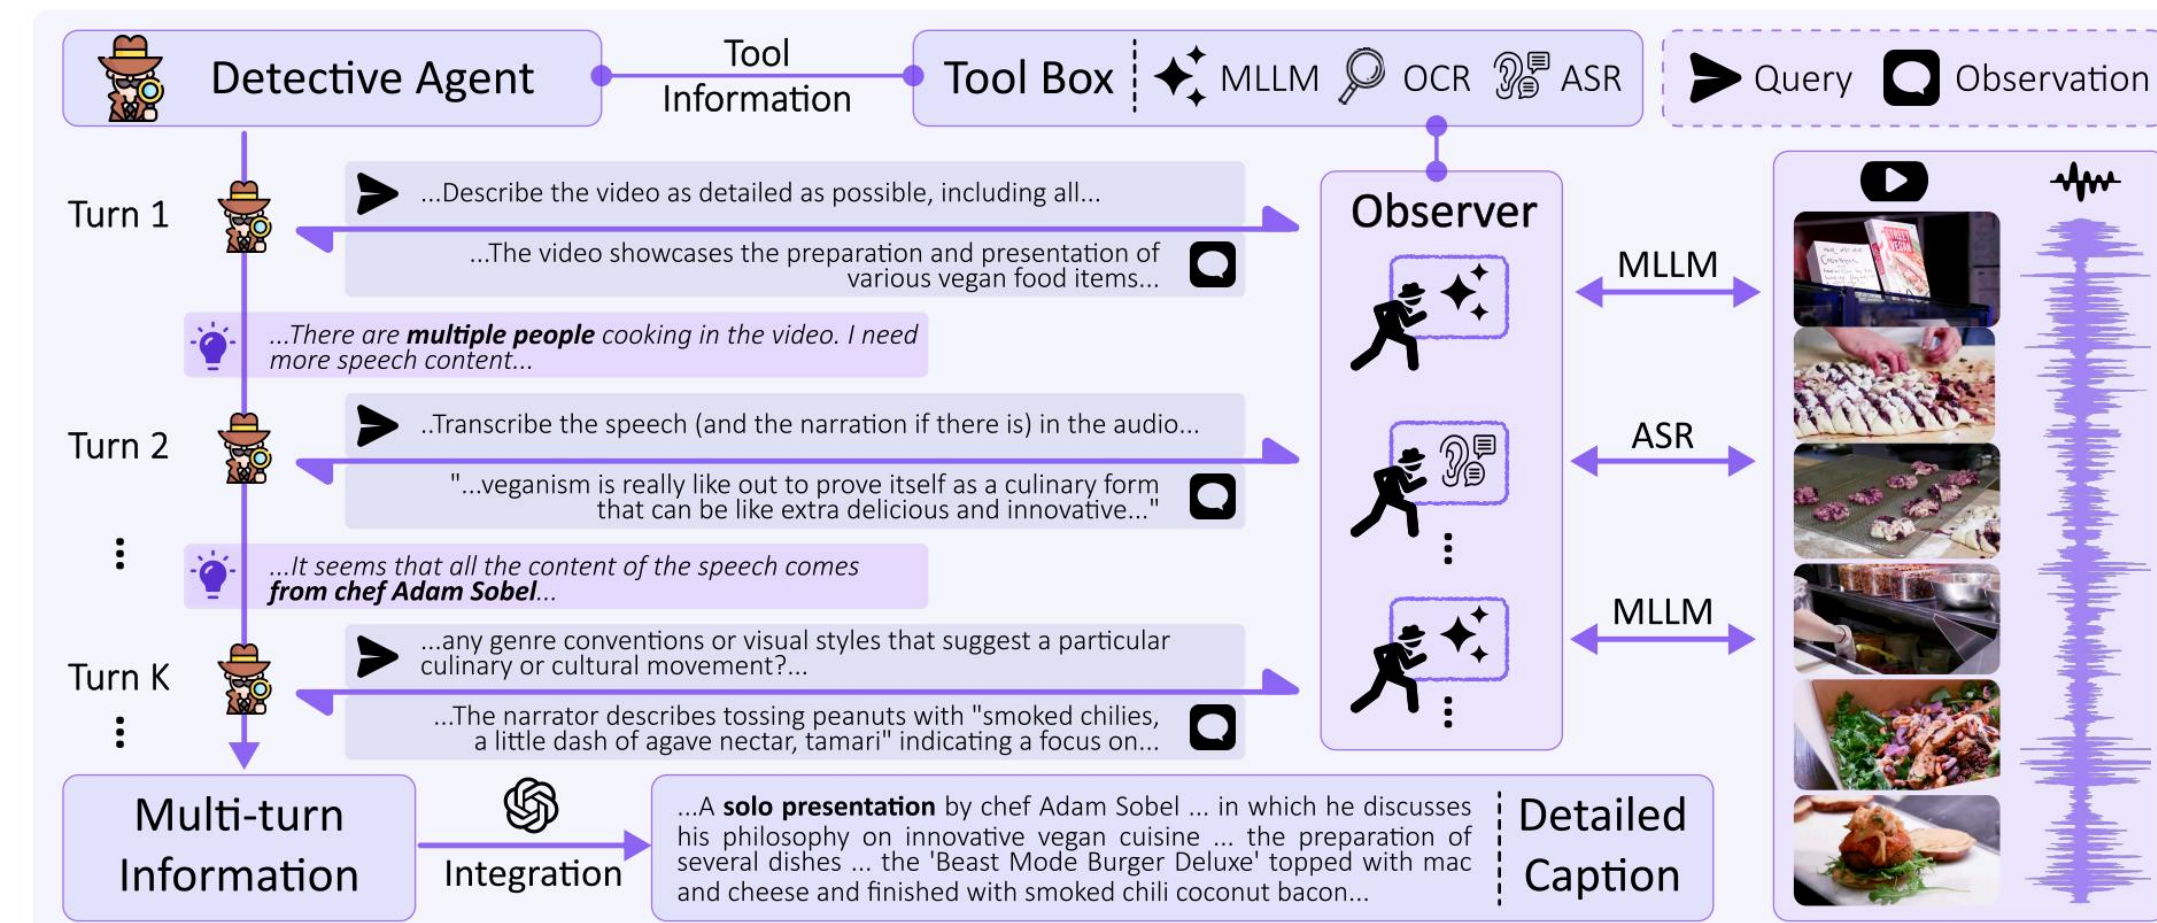 Detective Agent
Tool
Information
Tool Box
MLLM
OCR
ASR
Query
Observation
Turn 1
...Describe the video as detailed as possible, including all...
...The video showcases the preparation and presentation of
various vegan food items...
...There are multiple people cooking in the video. I need
more speech content...
Turn 2
..Transcribe the speech (and the narration if there is) in the audio...
"...veganism is really like out to prove itself as a culinary form
that can be like extra delicious and innovative..."
...It seems that all the content of the speech comes
from chef Adam Sobel...
Turn K
...any genre conventions or visual styles that suggest a particular
culinary or cultural movement?...
...The narrator describes tossing peanuts with "smoked chilies,
a little dash of agave nectar, tamari" indicating a focus on...
Observer
MLLM
ASR
MLLM
STREET
VEGAN
Multi-turn
Information
Integration
...A solo presentation by chef Adam Sobel ... in which he discusses
his philosophy on innovative vegan cuisine ... the preparation of
several dishes ... the 'Beast Mode Burger Deluxe' topped with mac
and cheese and finished with smoked chili coconut bacon...
Detailed
Caption